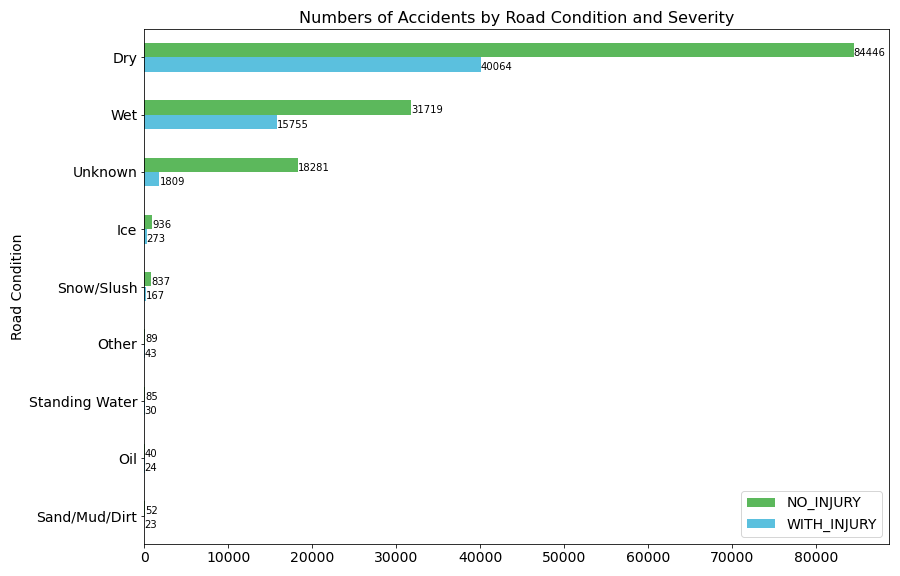 Numbers of Accidents by Road Condition and Severity
Road Condition
Dry
84446
40064
Wet
31719
15755
Unknown
18281
1809
Ice
936
273
Snow/Slush
837
167
Other
89
43
Standing Water
85
30
Oil
40
24
Sand/Mud/Dirt
52
23
NO_INJURY
WITH_INJURY
0 10000 20000 30000 40000 50000 60000 70000 80000